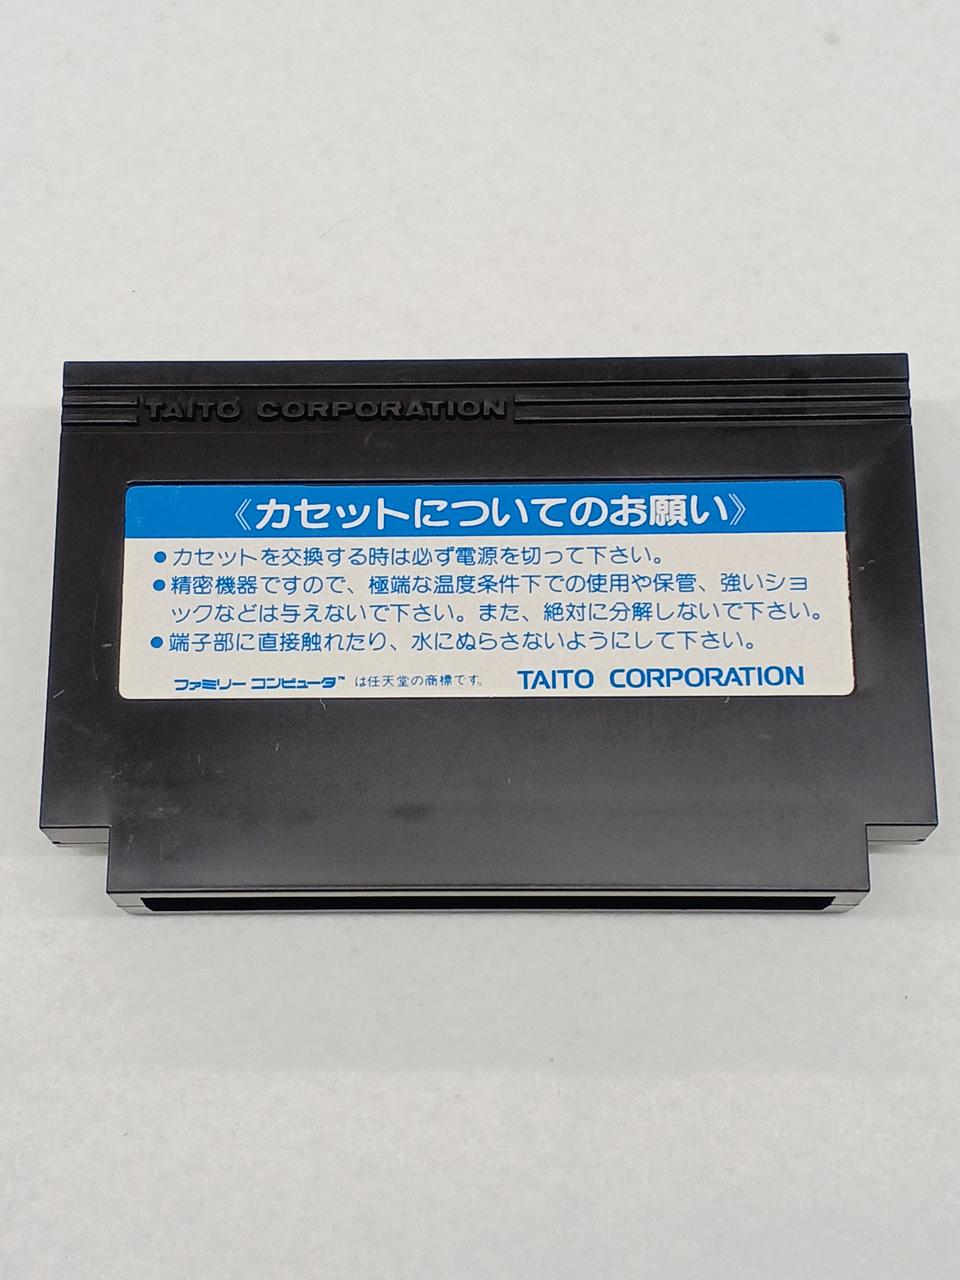 TAITO CORPORATION
《カセットについてのお願い》
●カセットを交換する時は必ず電源を切って下さい。
●精密機器ですので、極端な温度条件下での使用や保管、強いショ
ックなどは与えないで下さい。また、絶対に分解しないで下さい。
●端子部に直接触れたり、水にぬらさないようにして下さい。
ファミリー コンピュータ™ は任天堂の商標です。 TAITO CORPORATION